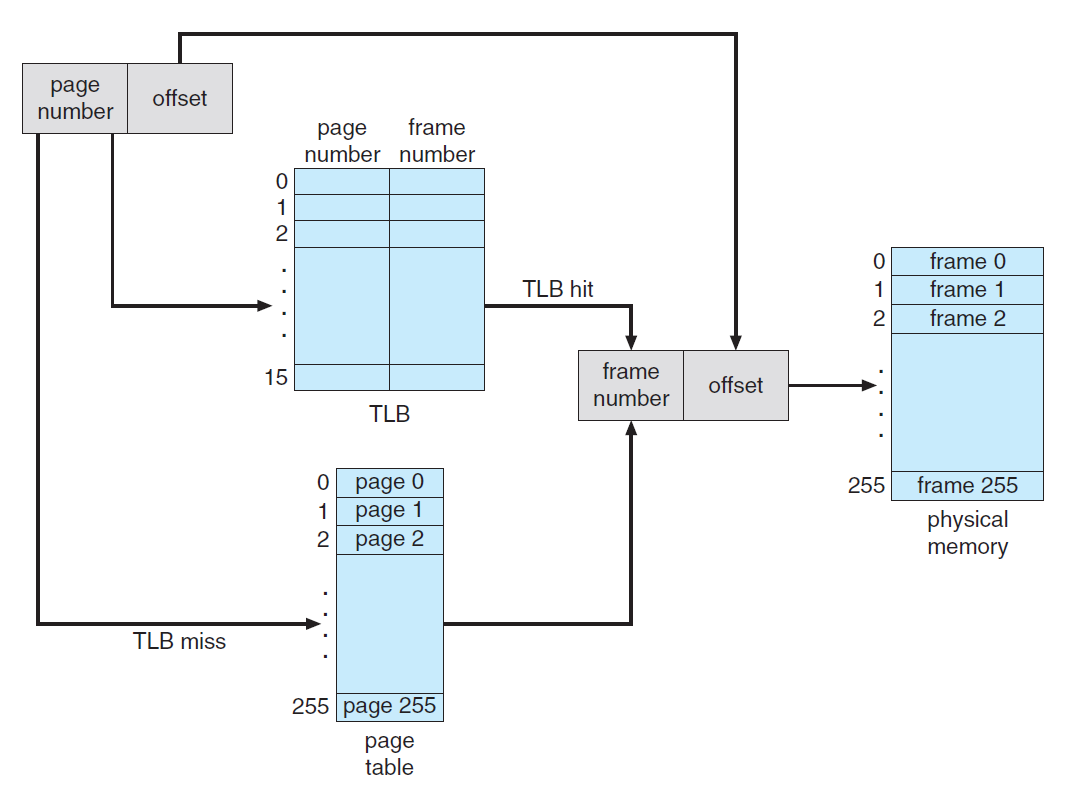 page
number
offset
page
number
frame
number
0
1
2
.
.
.
.
15
TLB
TLB hit
frame
number
offset
0 frame 0
1 frame 1
2 frame 2
.
.
.
.
255 frame 255
physical
memory
0 page 0
1 page 1
2 page 2
.
.
.
.
255 page 255
page
table
TLB miss